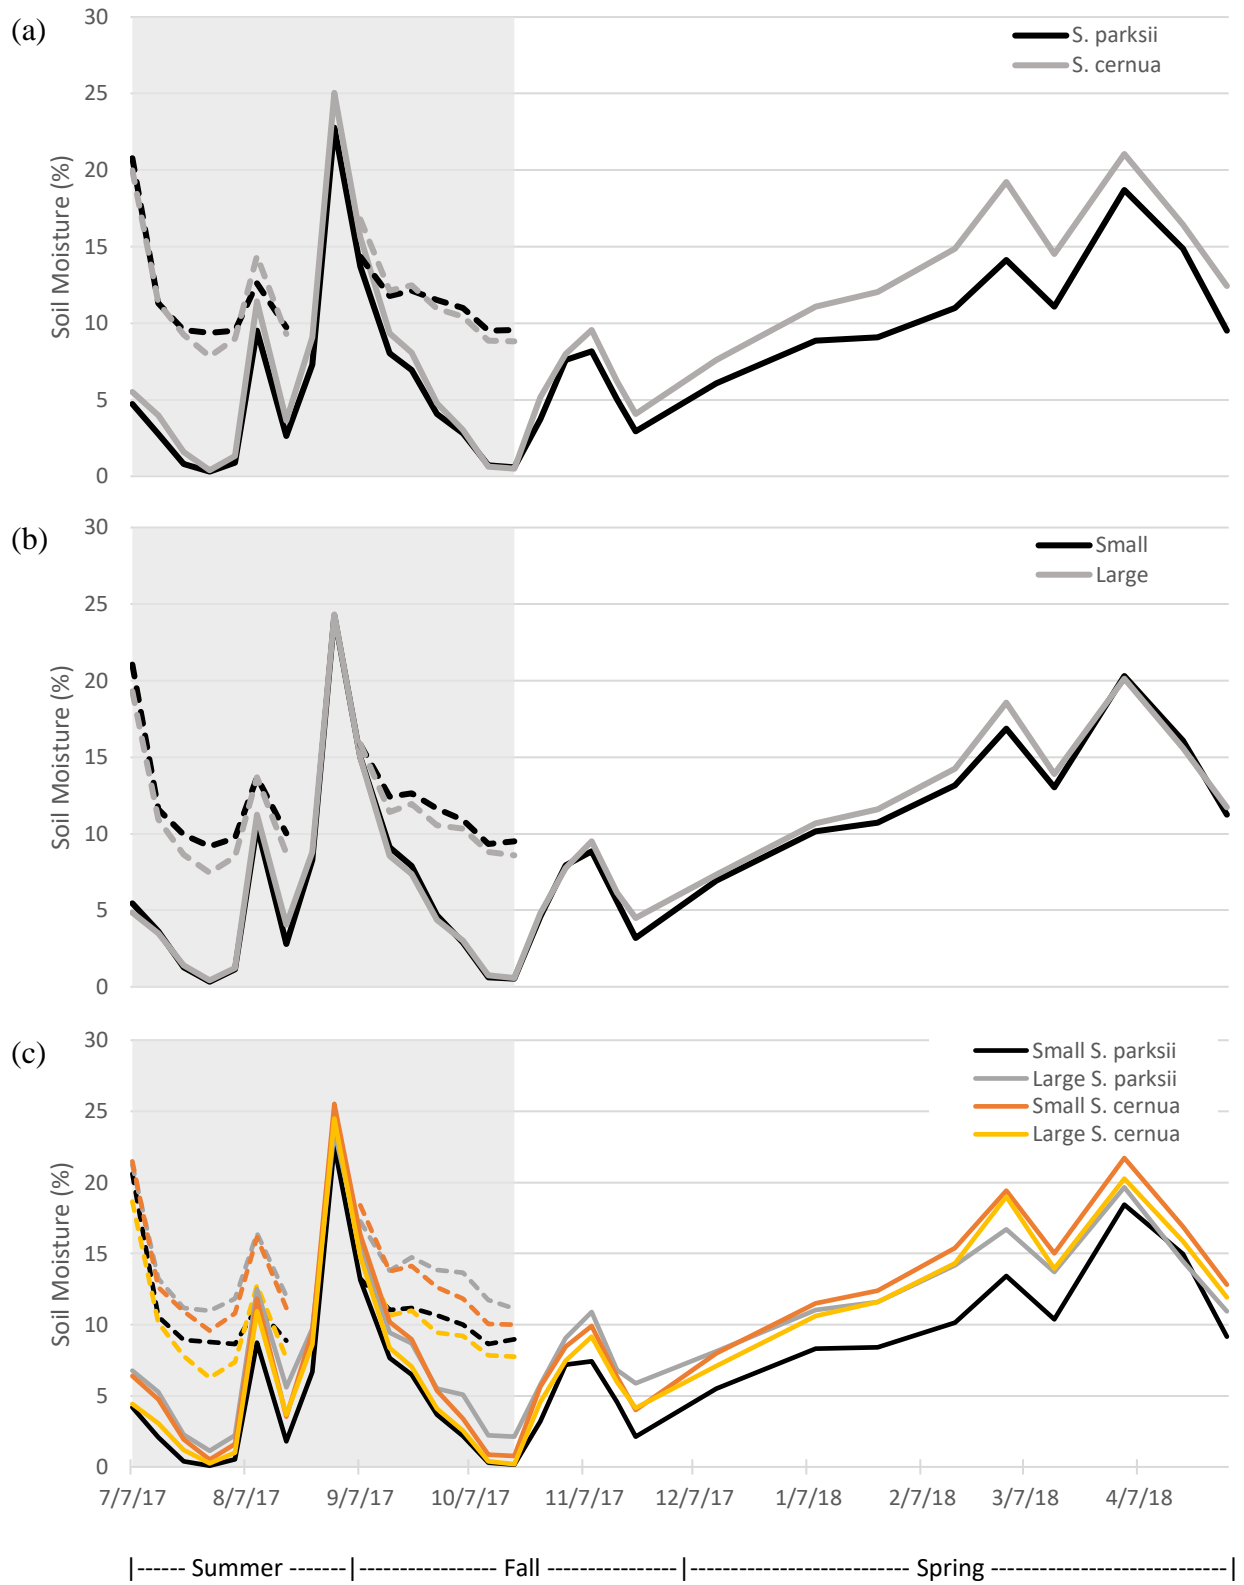 (a)
30
25
20
15
10
5
0
Soil Moisture (%)
S. parksii
S. cernua
(b)
30
25
20
15
10
5
0
Soil Moisture (%)
Small
Large
(c)
30
25
20
15
10
5
0
Soil Moisture (%)
Small S. parksii
Large S. parksii
Small S. cernua
Large S. cernua
7/7/17 8/7/17 9/7/17 10/7/17 11/7/17 12/7/17 1/7/18 2/7/18 3/7/18 4/7/18
|------ Summer -------|---------------- Fall ----------------|------------------------- Spring ---------------------------|